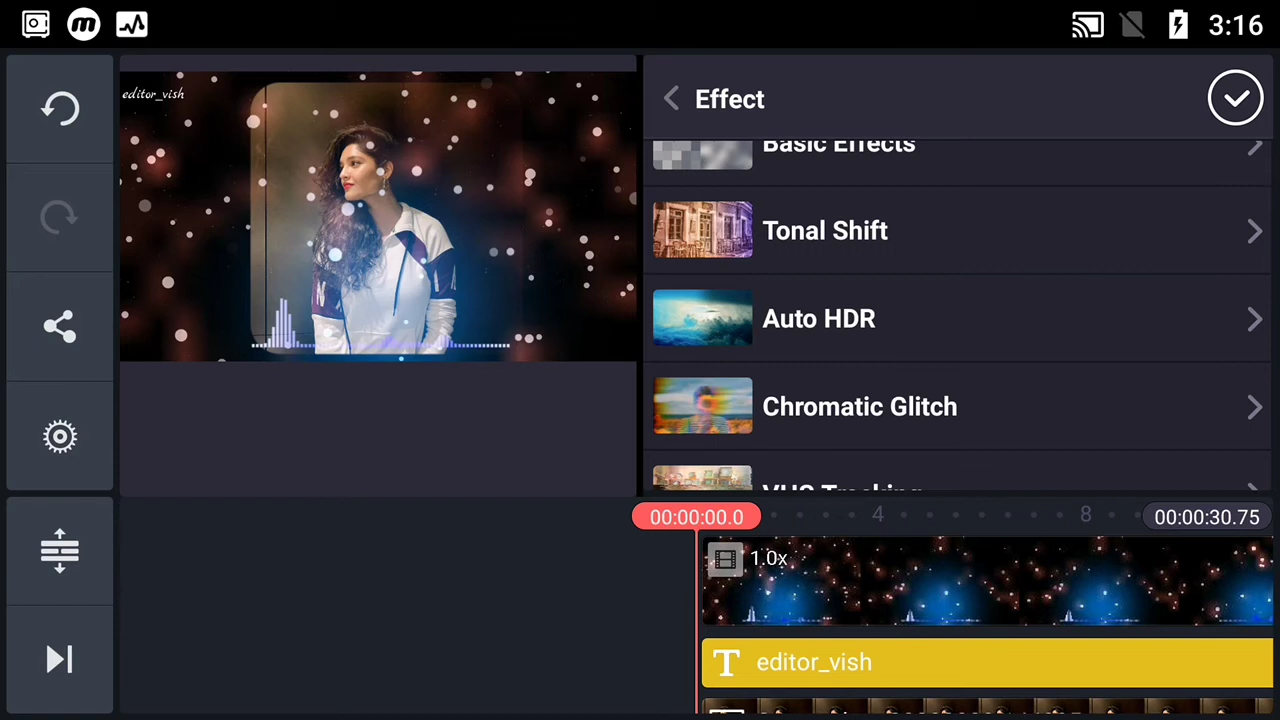 3:16
editor_vish
Effect
Basic Effects
Tonal Shift
Auto HDR
Chromatic Glitch
VHS Tracking
00:00:00.0
4
8
00:00:30.75
1.0x
T editor_vish